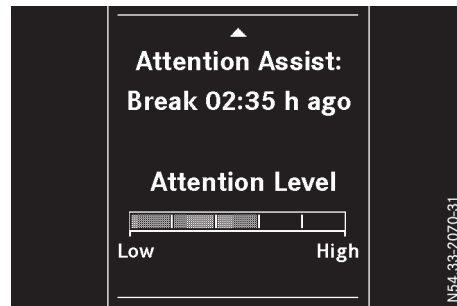 Attention Assist:
Break 02:35 h ago
Attention Level
Low High
N54.33-2070-31